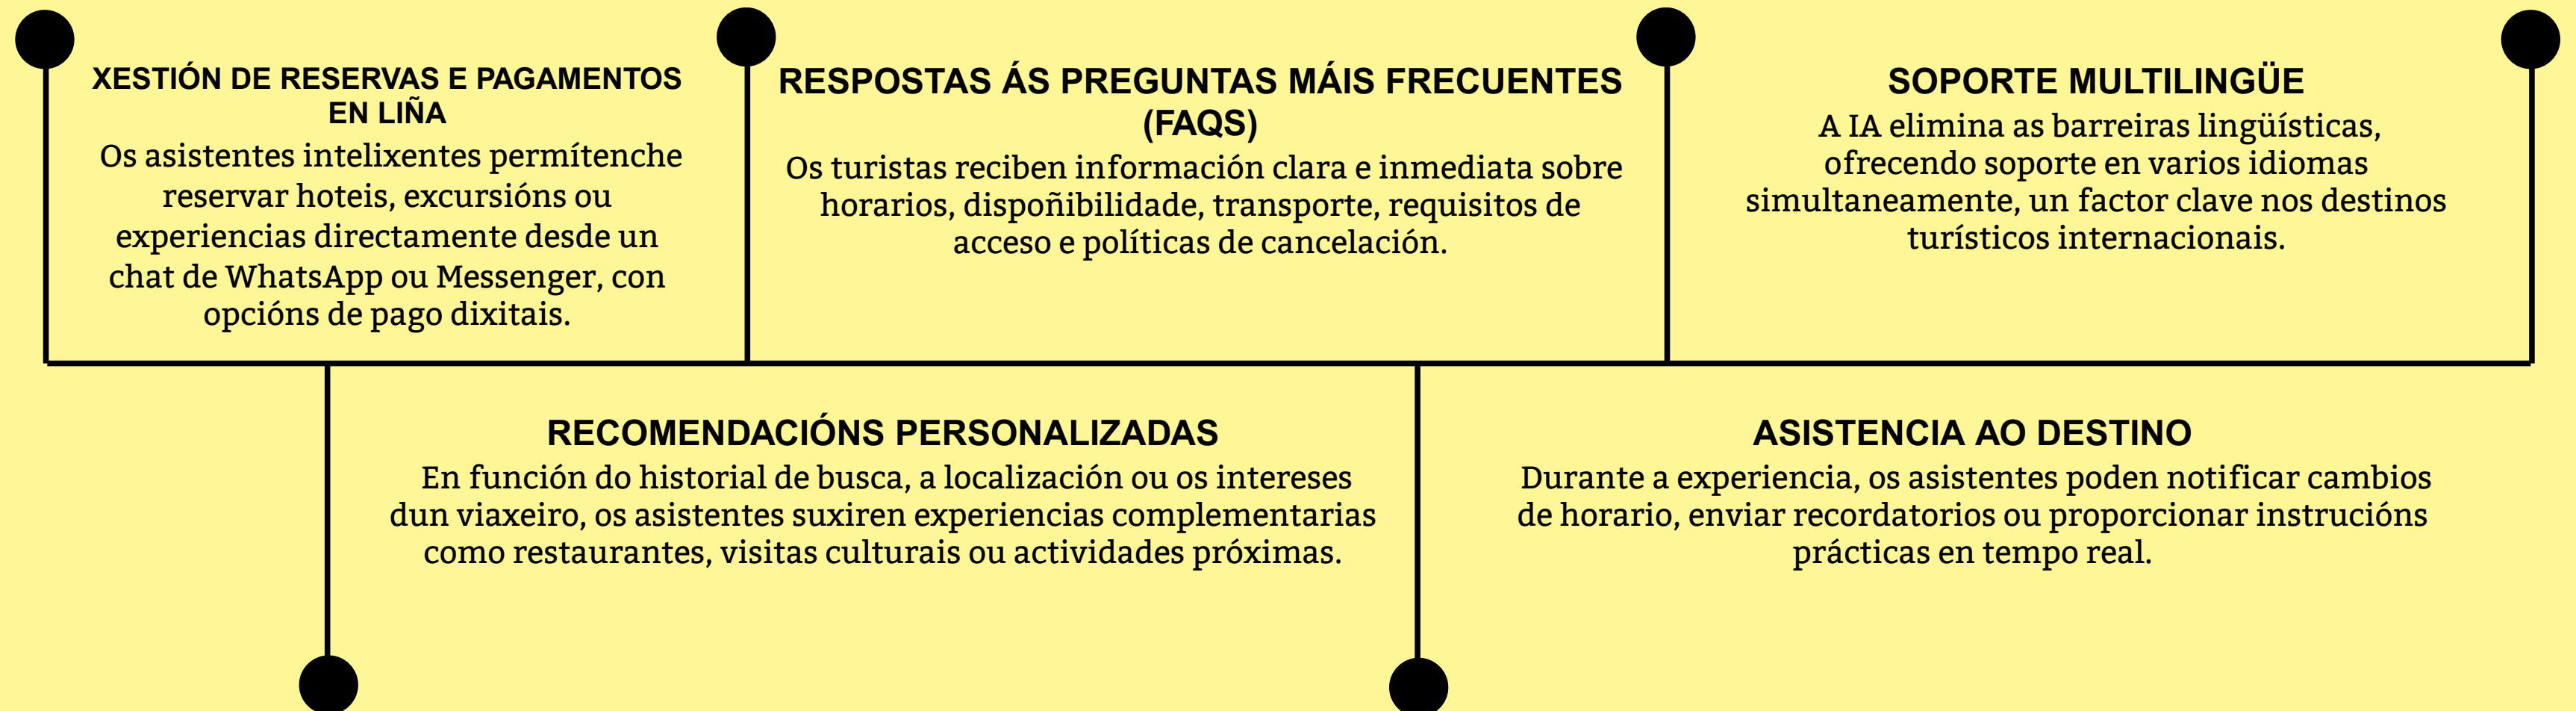 XESTIÓN DE RESERVAS E PAGAMENTOS
EN LIÑA
Os asistentes intelixentes permítenche
reservar hoteis, excursións ou
experiencias directamente desde un
chat de WhatsApp ou Messenger, con
opcións de pago dixitais.
RESPOSTAS ÁS PREGUNTAS MÁIS FRECUENTES
(FAQS)
Os turistas reciben información clara e inmediata sobre
horarios, dispoñibilidade, transporte, requisitos de
acceso e políticas de cancelación.
SOPORTE MULTILINGÜE
A IA elimina as barreiras lingüísticas,
ofrecendo soporte en varios idiomas
simultaneamente, un factor clave nos destinos
turísticos internacionais.
RECOMENDACIÓNS PERSONALIZADAS
En función do historial de busca, a localización ou os intereses
dun viaxeiro, os asistentes suxiren experiencias complementarias
como restaurantes, visitas culturais ou actividades próximas.
ASISTENCIA AO DESTINO
Durante a experiencia, os asistentes poden notificar cambios
de horario, enviar recordatorios ou proporcionar instrucións
prácticas en tempo real.